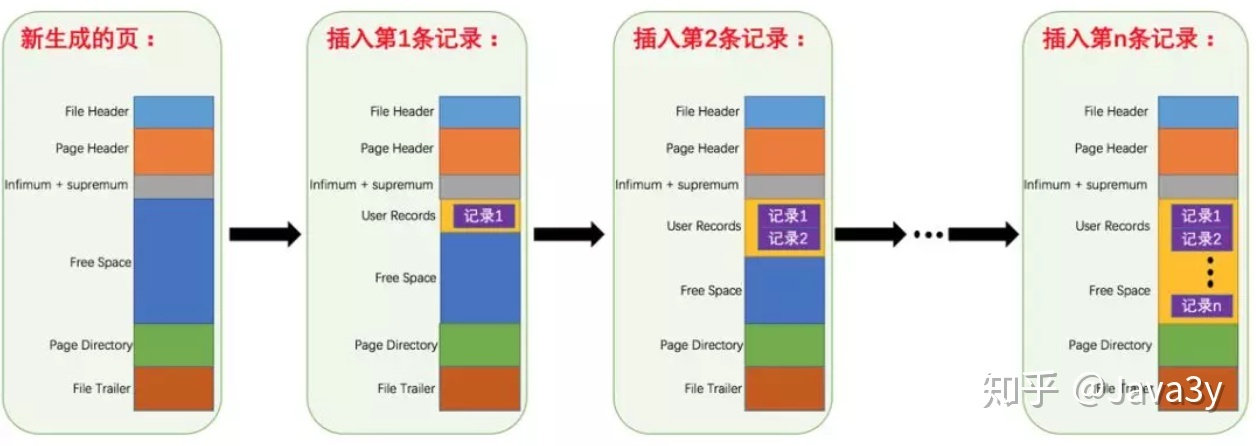 新生成的页：
File Header
Page Header
Infimum + supremum
Free Space
Page Directory
File Trailer
插入第1条记录：
File Header
Page Header
Infimum + supremum
User Records
记录1
Free Space
Page Directory
File Trailer
插入第2条记录：
File Header
Page Header
Infimum + supremum
User Records
记录1
记录2
Free Space
Page Directory
File Trailer
插入第n条记录：
File Header
Page Header
Infimum + supremum
User Records
记录1
记录2
Free Space
记录n
Page Directory
File Trailer
知乎 @Java3y